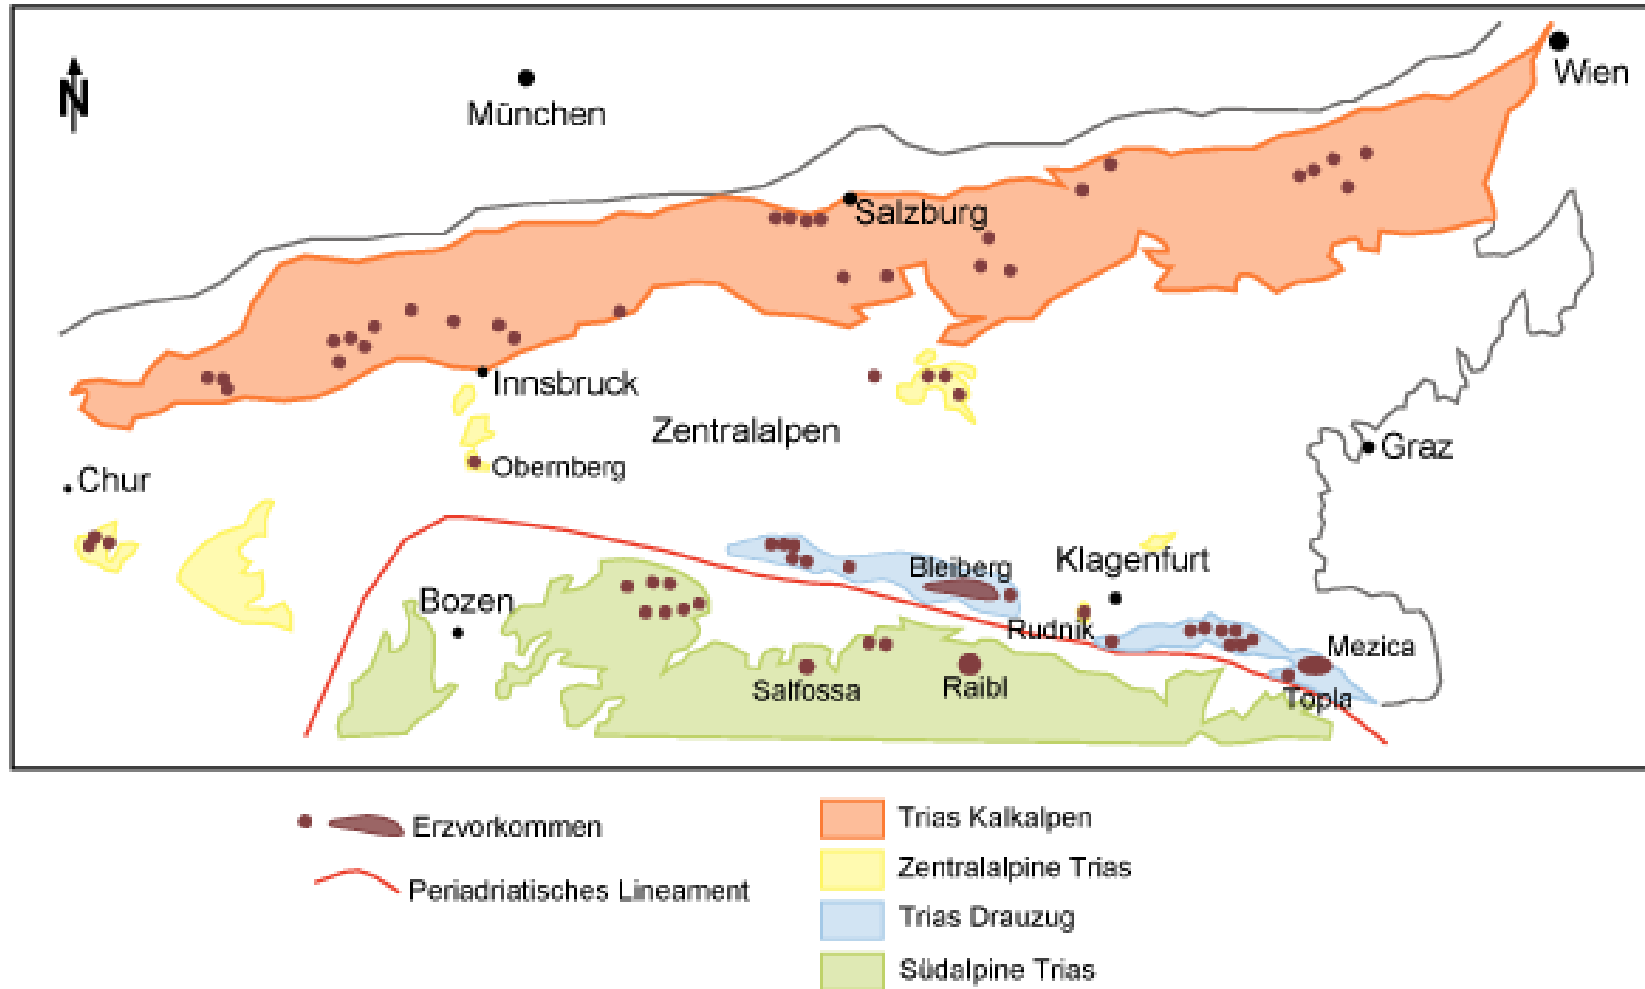 N
München
Wien
Salzburg
Innsbruck
Zentralalpen
Obernberg
Graz
Chur
Bleiberg
Klagenfurt
Bozen
Rudnik
Mezica
Salfossa
Raibl
Topla
Erzvorkommen
Periadriatisches Lineament
Trias Kalkalpen
Zentralalpine Trias
Trias Drauzug
Südalpine Trias